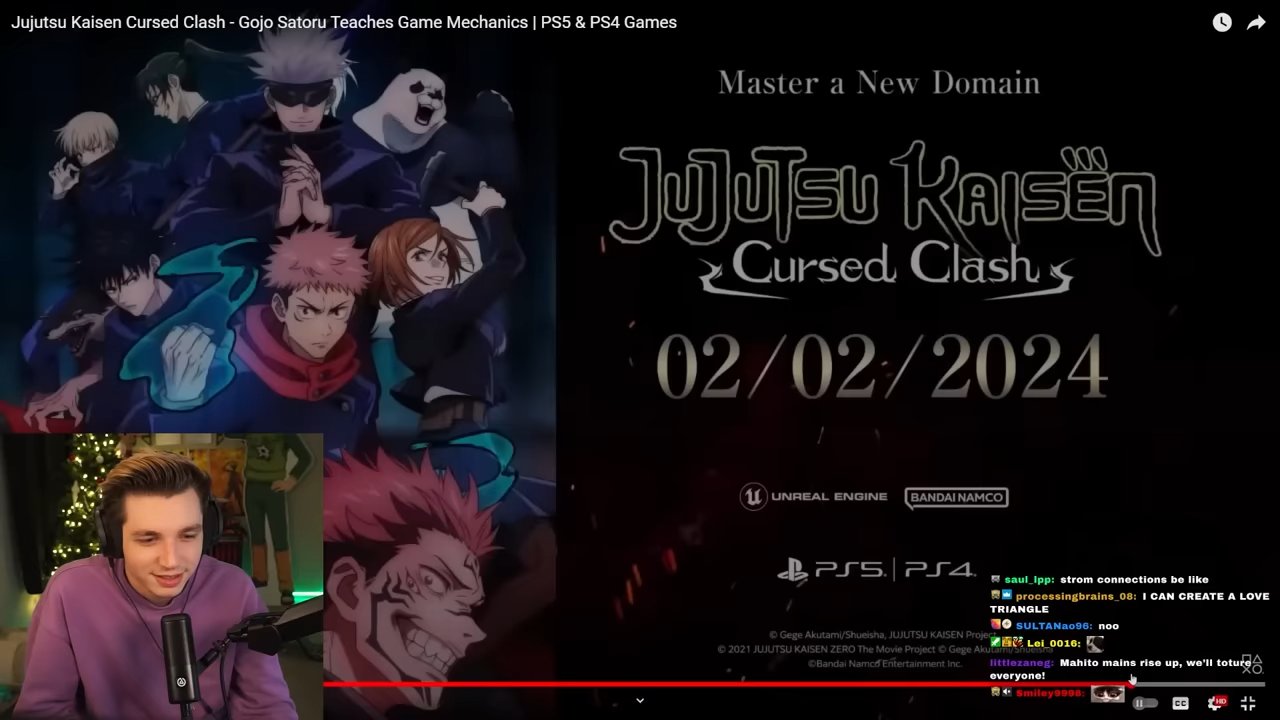 Jujutsu Kaisen Cursed Clash - Gojo Satoru Teaches Game Mechanics | PS5 & PS4 Games
Master a New Domain
JUJUTSU KAISEN
Cursed Clash
02/02/2024
UNREAL ENGINE
BANDAI NAMCO
PS5 | PS4
saul_lpp: strom connections be like
processingbrains_08: I CAN CREATE A LOVE
TRIANGLE
SULTANao96: noo
Lei_0016:
© Gege Akutami/Shueisha, JUJUTSU KAISEN Project
© 2021 JUJUTSU KAISEN ZERO The Movie Project © Gege Akutami/Shueisha
©Bandai Namco Entertainment Inc.
littlezaneg: Mahito mains rise up, we'll toture
everyone!
Smiley9998:
CC
HD